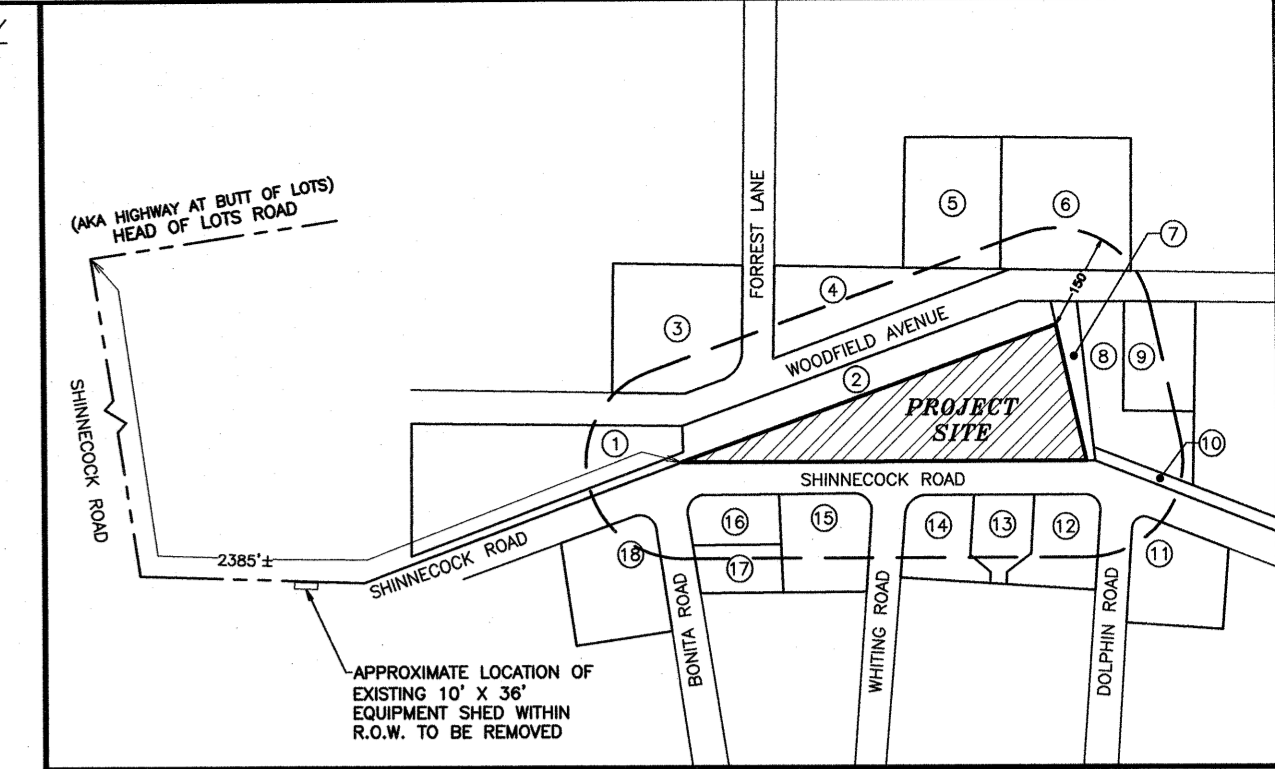 (AKA HIGHWAY AT BUTT OF LOTS)
HEAD OF LOTS ROAD
SHINNECOCK ROAD
2385'±
SHINNECOCK ROAD
APPROXIMATE LOCATION OF
EXISTING 10' X 36'
EQUIPMENT SHED WITHIN
R.O.W. TO BE REMOVED
FORREST LANE
WOODFIELD AVENUE
150
PROJECT
SITE
SHINNECOCK ROAD
BONITA ROAD
WHITING ROAD
DOLPHIN ROAD
1
2
3
4
5
6
7
8
9
10
11
12
13
14
15
16
17
18